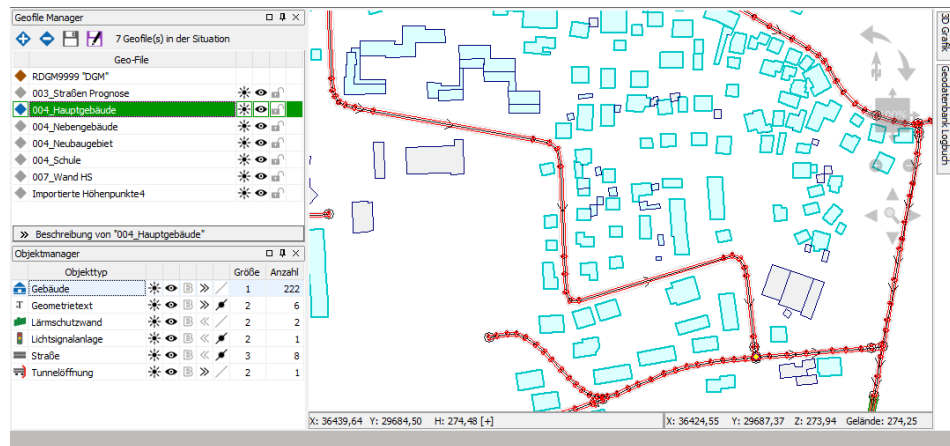 Geofile Manager
7 Geofile(s) in der Situation
Geo-File
RDGM9999 "DGM"
003_Straßen Prognose
004_Hauptgebäude
004_Nebengebäude
004_Neubaugebiet
004_Schule
007_Wand HS
Importierte Höhenpunkte4
» Beschreibung von "004_Hauptgebäude"
Objektmanager
Objekttyp Größe Anzahl
Gebäude 1 222
Geometrietext 2 6
Lärmschutzwand 2 2
Lichtsignalanlage 2 1
Straße 3 8
Tunnelöffnung 2 1
X: 36439,64 Y: 29684,50 H: 274,48 [+]
X: 36424,55 Y: 29687,37 Z: 273,94 Gelände: 274,25
3D Grafik
Geodatenbank Logbuch